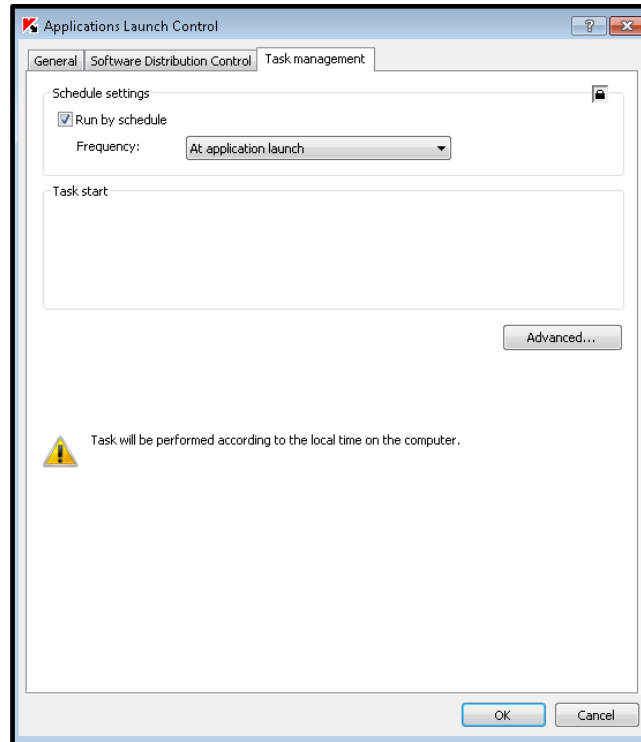 Applications Launch Control
General
Software Distribution Control
Task management
Schedule settings
Run by schedule
Frequency:
At application launch
Task start
Advanced...
Task will be performed according to the local time on the computer.
OK
Cancel